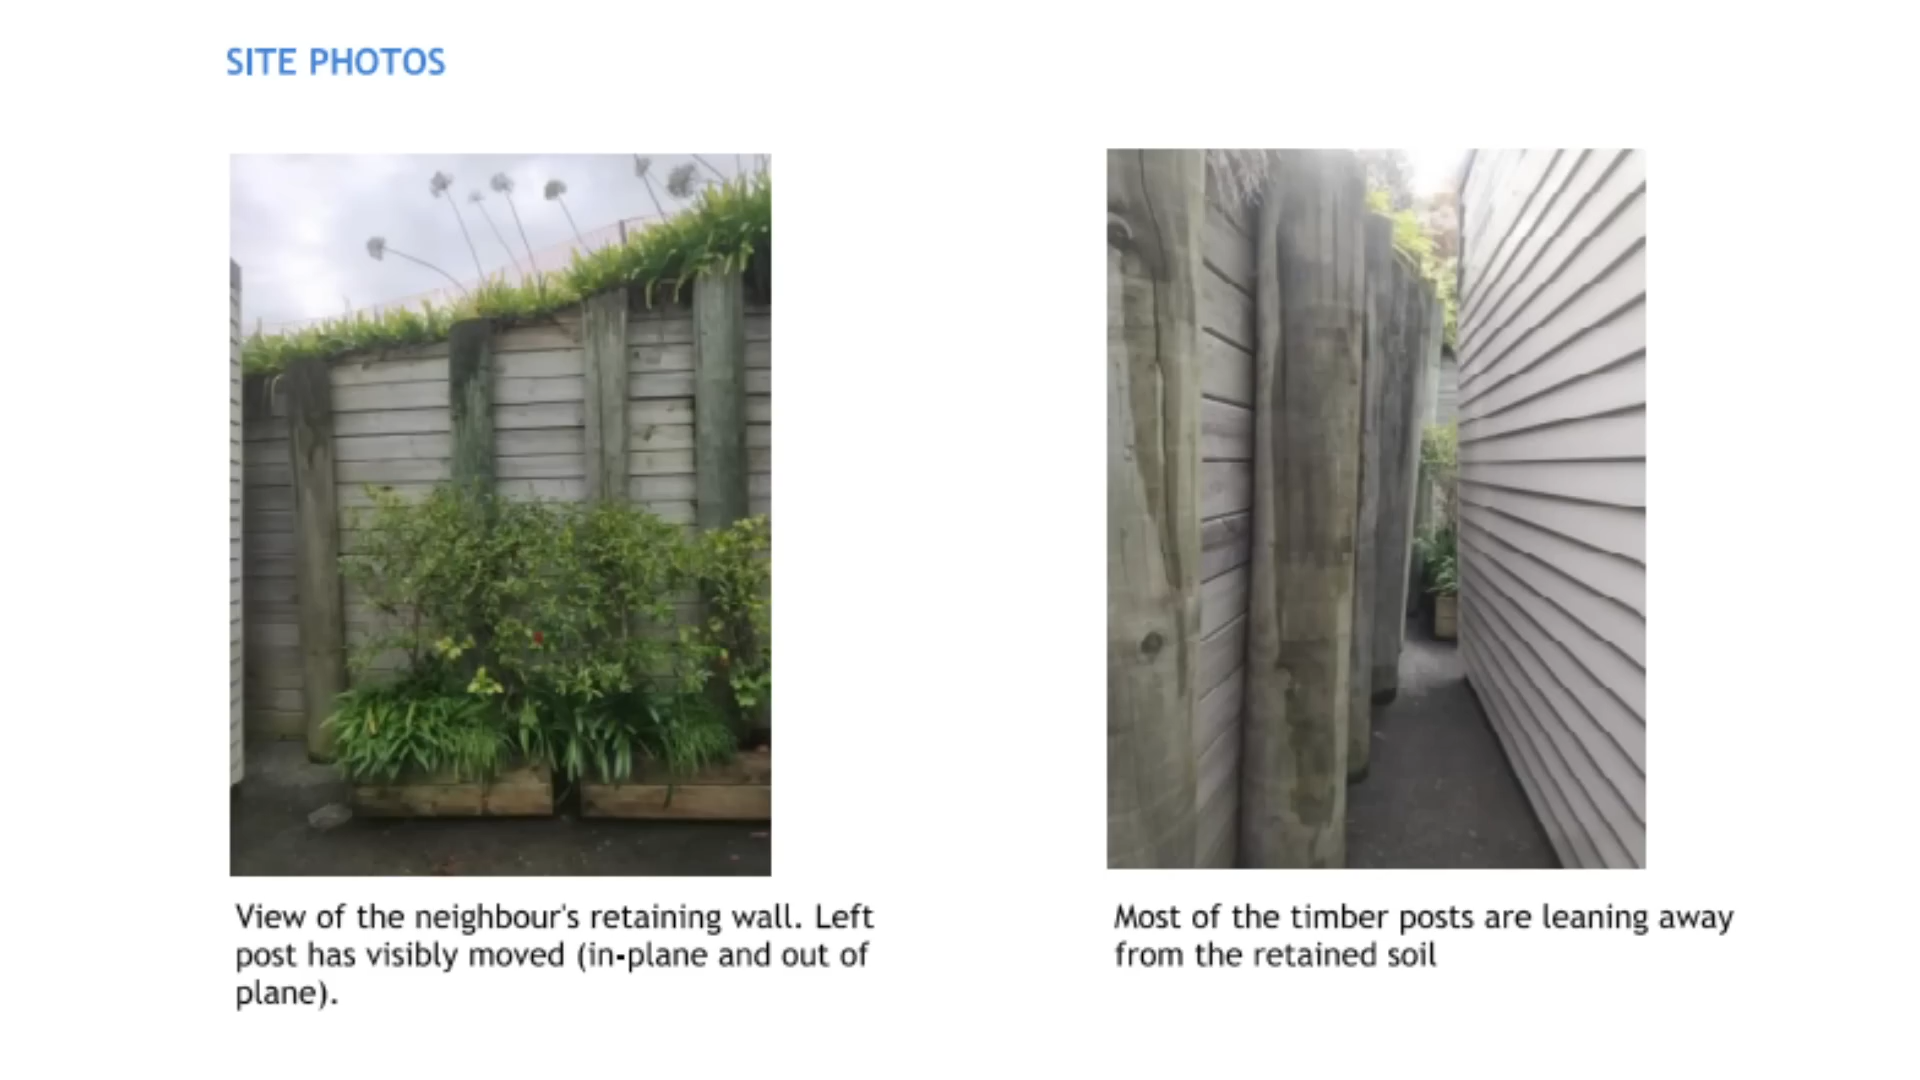 SITE PHOTOS
View of the neighbour's retaining wall. Left
post has visibly moved (in-plane and out of
plane).
Most of the timber posts are leaning away
from the retained soil